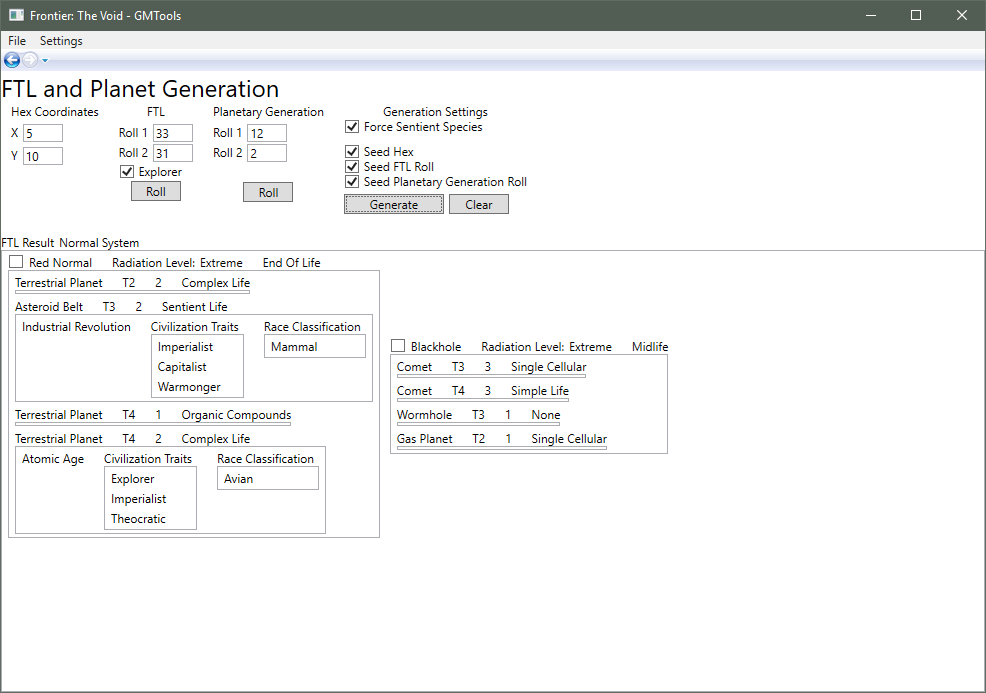 Frontier: The Void - GMTools
File Settings
FTL and Planet Generation
Hex Coordinates FTL Planetary Generation Generation Settings
Force Sentient Species
X 5 Roll 1 33 Roll 1 12
Y 10 Roll 2 31 Roll 2 2 Seed Hex
Seed FTL Roll
Explorer
Seed Planetary Generation Roll
Roll Roll
Generate Clear
FTL Result Normal System
Red Normal Radiation Level: Extreme End Of Life
Terrestrial Planet T2 2 Complex Life
Asteroid Belt T3 2 Sentient Life
Industrial Revolution Civilization Traits Race Classification
Imperialist Mammal
Capitalist
Warmonger
Terrestrial Planet T4 1 Organic Compounds
Terrestrial Planet T4 2 Complex Life
Atomic Age Civilization Traits Race Classification
Explorer Avian
Imperialist
Theocratic
Blackhole Radiation Level: Extreme Midlife
Comet T3 3 Single Cellular
Comet T4 3 Simple Life
Wormhole T3 1 None
Gas Planet T2 1 Single Cellular